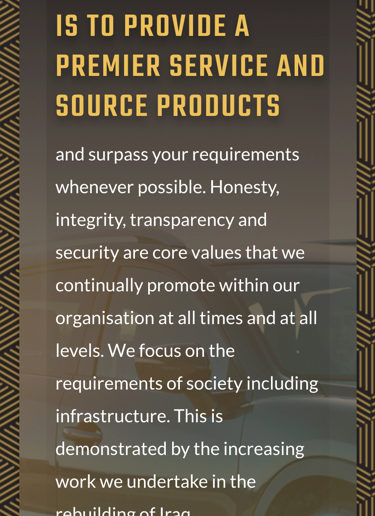 IS TO PROVIDE A
PREMIER SERVICE AND
SOURCE PRODUCTS
and surpass your requirements
whenever possible. Honesty,
integrity, transparency and
security are core values that we
continually promote within our
organisation at all times and at all
levels. We focus on the
requirements of society including
infrastructure. This is
demonstrated by the increasing
work we undertake in the
rebuilding of Iraq